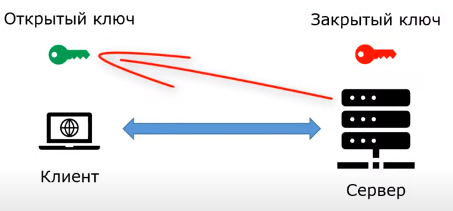 Открытый ключ
Закрытый ключ
Клиент
Сервер